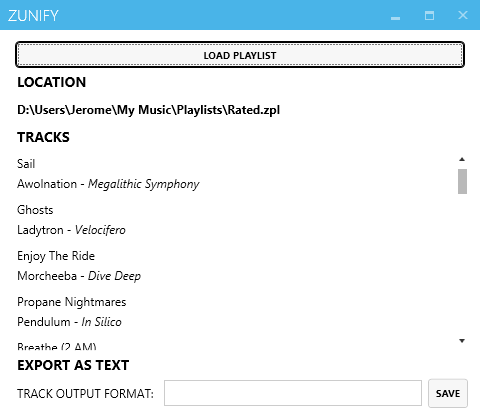 ZUNIFY
LOAD PLAYLIST
LOCATION
D:\Users\Jerome\My Music\Playlists\Rated.zpl
TRACKS
Sail
Awolnation - Megalithic Symphony
Ghosts
Ladytron - Velocifero
Enjoy The Ride
Morcheeba - Dive Deep
Propane Nightmares
Pendulum - In Silico
Breathe (2 AM)
EXPORT AS TEXT
TRACK OUTPUT FORMAT:
SAVE